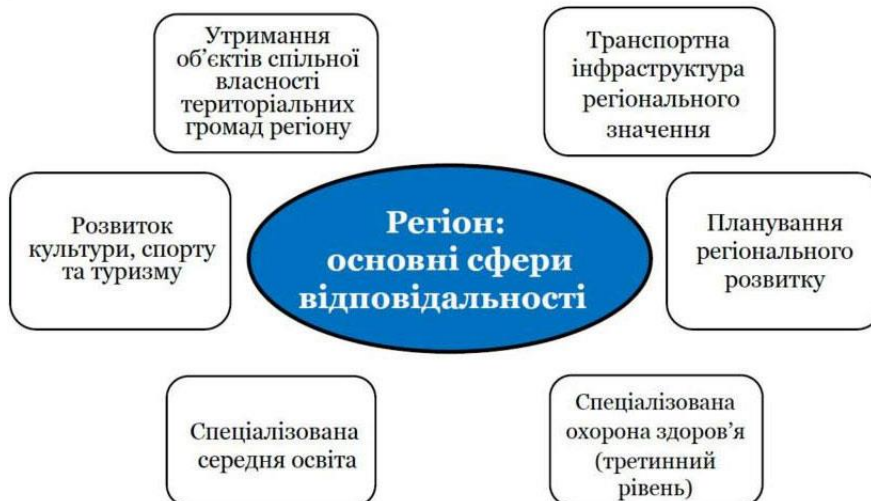 Утримання
об’єктів спільної
власності
територіальних
громад регіону
Транспортна
інфраструктура
регіонального
значення
Розвиток
культури, спорту
та туризму
Регіон:
основні сфери
відповідальності
Планування
регіонального
розвитку
Спеціалізована
середня освіта
Спеціалізована
охорона здоров’я
(третинний
рівень)